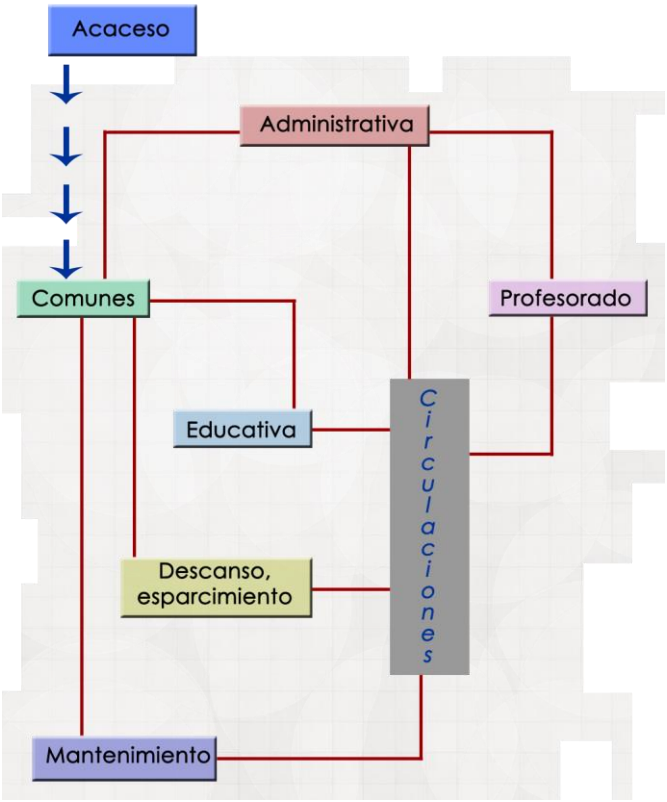 Acaceso
Administrativa
Comunes
Profesorado
Circulaciones
Educativa
Descanso,
esparcimiento
Mantenimiento